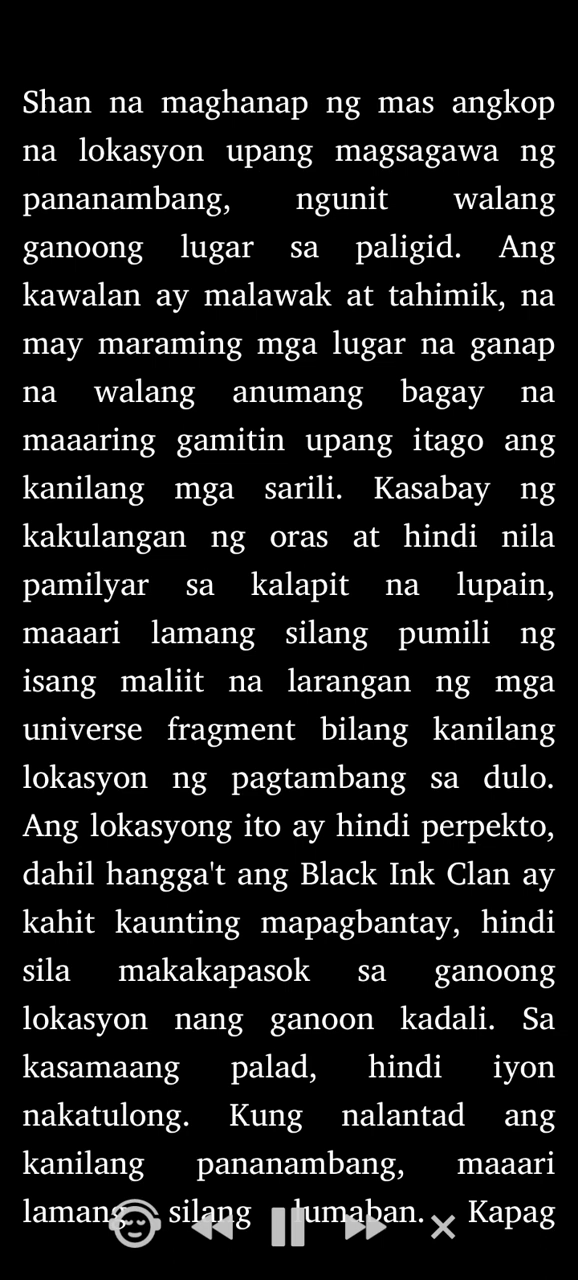 Shan na maghanap ng mas angkop
na lokasyon upang magsagawa ng
pananambang, ngunit walang
ganoong lugar sa paligid. Ang
kawalan ay malawak at tahimik, na
may maraming mga lugar na ganap
na walang anumang bagay na
maaaring gamitin upang itago ang
kanilang mga sarili. Kasabay ng
kakulangan ng oras at hindi nila
pamilyar sa kalapit na lupain,
maaari lamang silang pumili ng
isang maliit na larangan ng mga
universe fragment bilang kanilang
lokasyon ng pagtambang sa dulo.
Ang lokasyong ito ay hindi perpekto,
dahil hangga't ang Black Ink Clan ay
kahit kaunting mapagbantay, hindi
sila makakapasok sa ganoong
lokasyon nang ganoon kadali. Sa
kasamaang palad, hindi iyon
nakatulong. Kung nalantad ang
kanilang pananambang, maaari
lamang silang lumaban. Kapag